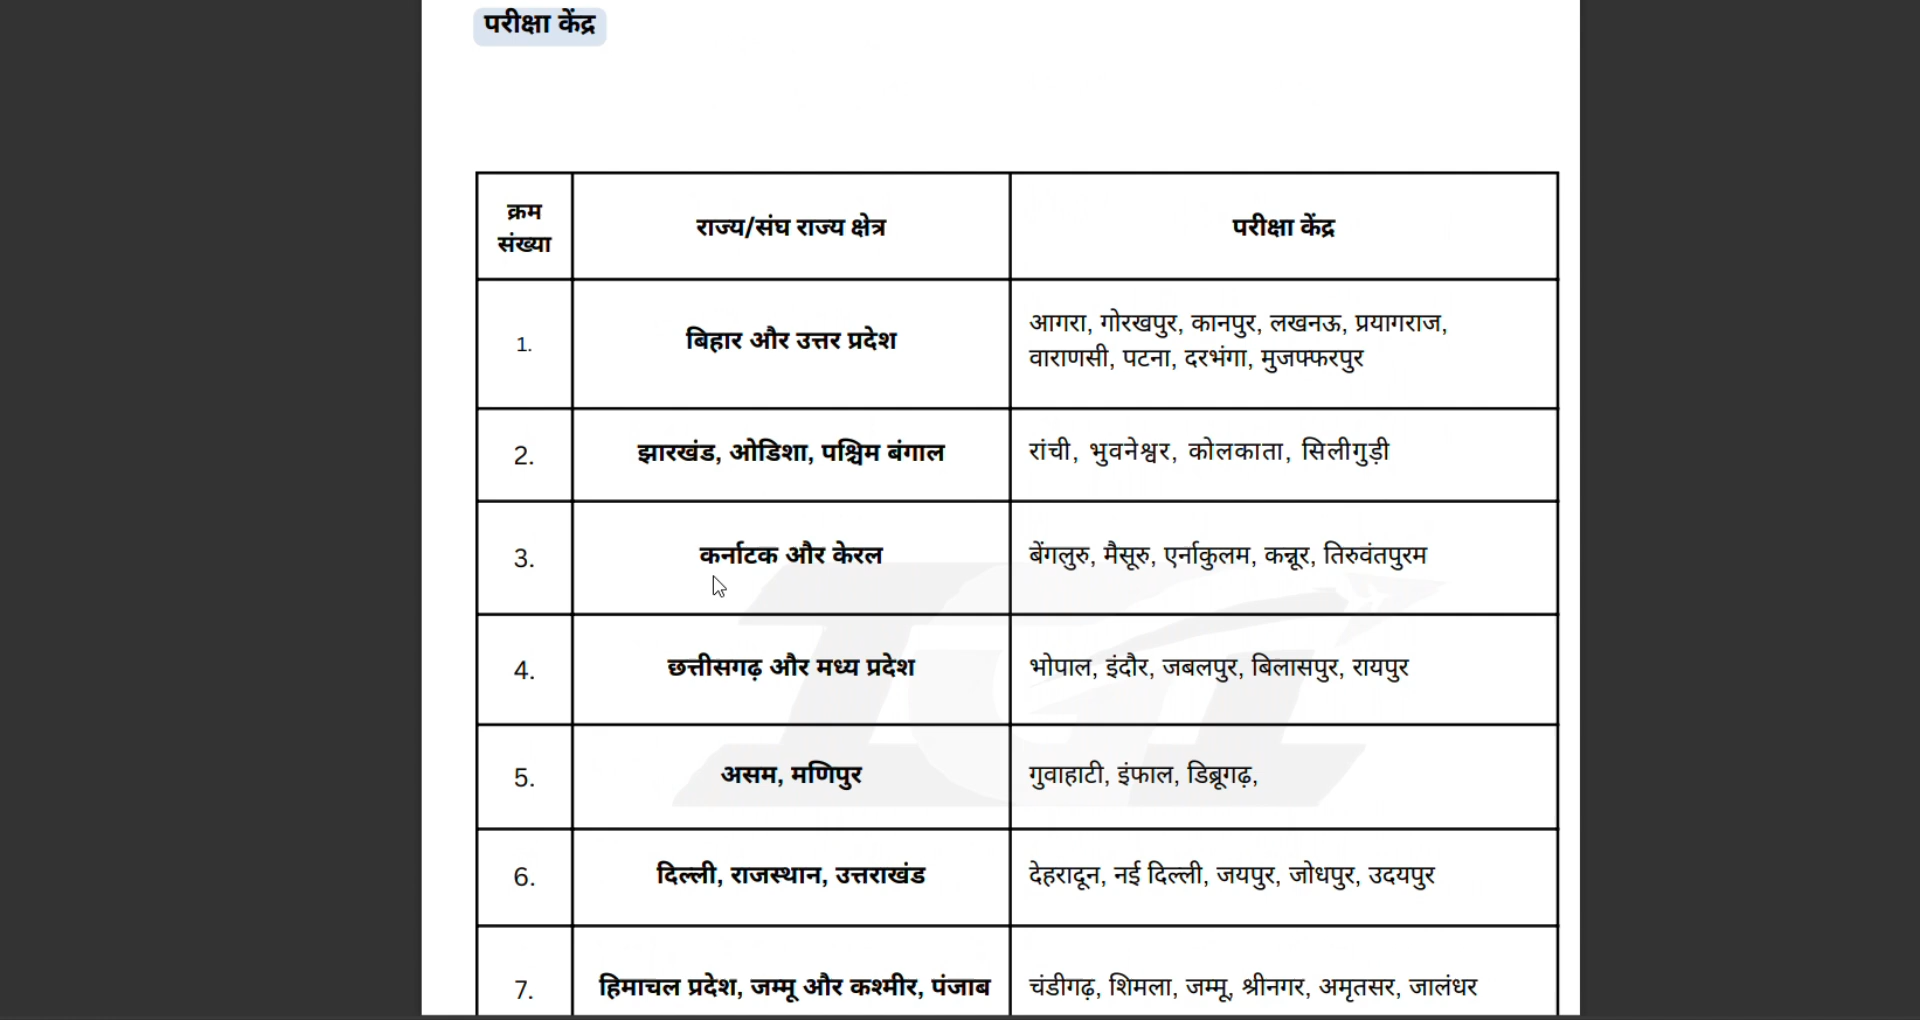 परीक्षा केंद्र
क्रम
संख्या
राज्य/संघ राज्य क्षेत्र
परीक्षा केंद्र
1.
बिहार और उत्तर प्रदेश
आगरा, गोरखपुर, कानपुर, लखनऊ, प्रयागराज,
वाराणसी, पटना, दरभंगा, मुजफ्फरपुर
2.
झारखंड, ओडिशा, पश्चिम बंगाल
रांची, भुवनेश्वर, कोलकाता, सिलीगुड़ी
3.
कर्नाटक और केरल
बेंगलुरु, मैसूरु, एर्नाकुलम, कन्नूर, तिरुवंतपुरम
4.
छत्तीसगढ़ और मध्य प्रदेश
भोपाल, इंदौर, जबलपुर, बिलासपुर, रायपुर
5.
असम, मणिपुर
गुवाहाटी, इंफाल, डिब्रूगढ़,
6.
दिल्ली, राजस्थान, उत्तराखंड
देहरादून, नई दिल्ली, जयपुर, जोधपुर, उदयपुर
7.
हिमाचल प्रदेश, जम्मू और कश्मीर, पंजाब
चंडीगढ़, शिमला, जम्मू, श्रीनगर, अमृतसर, जालंधर
IGL